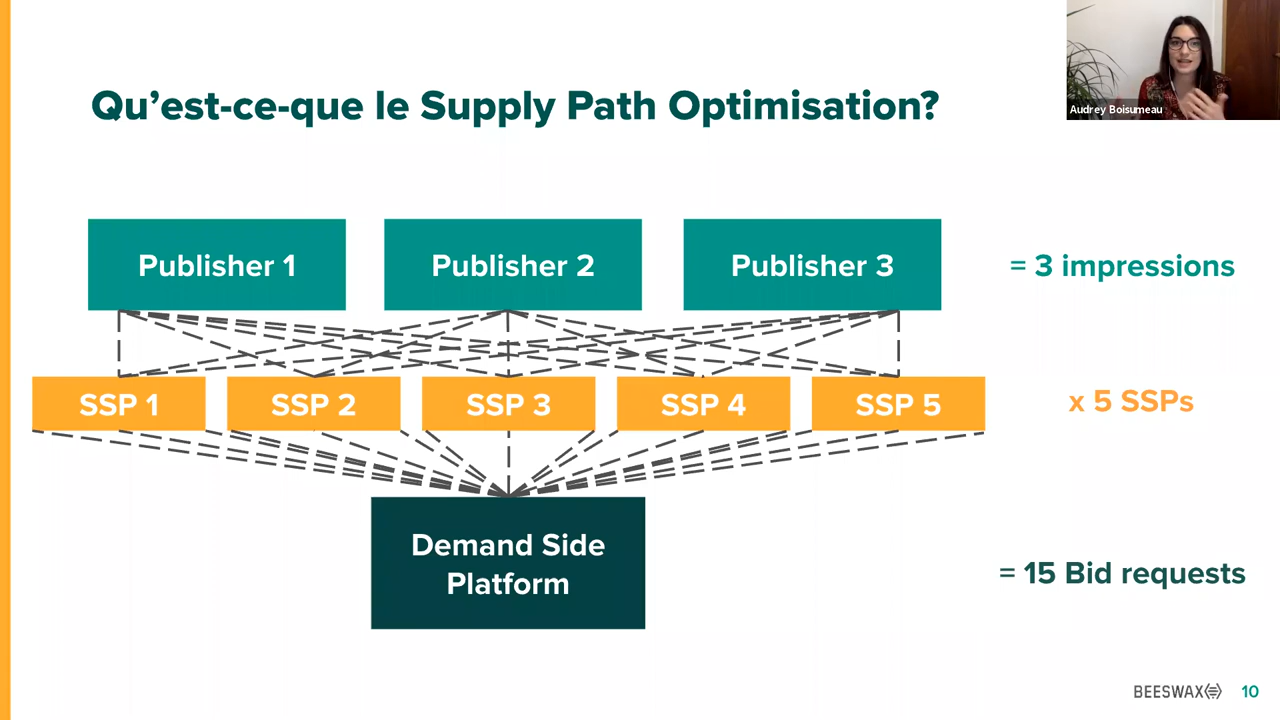 Qu'est-ce-que le Supply Path Optimisation?
Audrey Boisumeau
Publisher 1
Publisher 2
Publisher 3
= 3 impressions
SSP 1
SSP 2
SSP 3
SSP 4
SSP 5
x 5 SSPs
Demand Side
Platform
= 15 Bid requests
BEESWAX
10